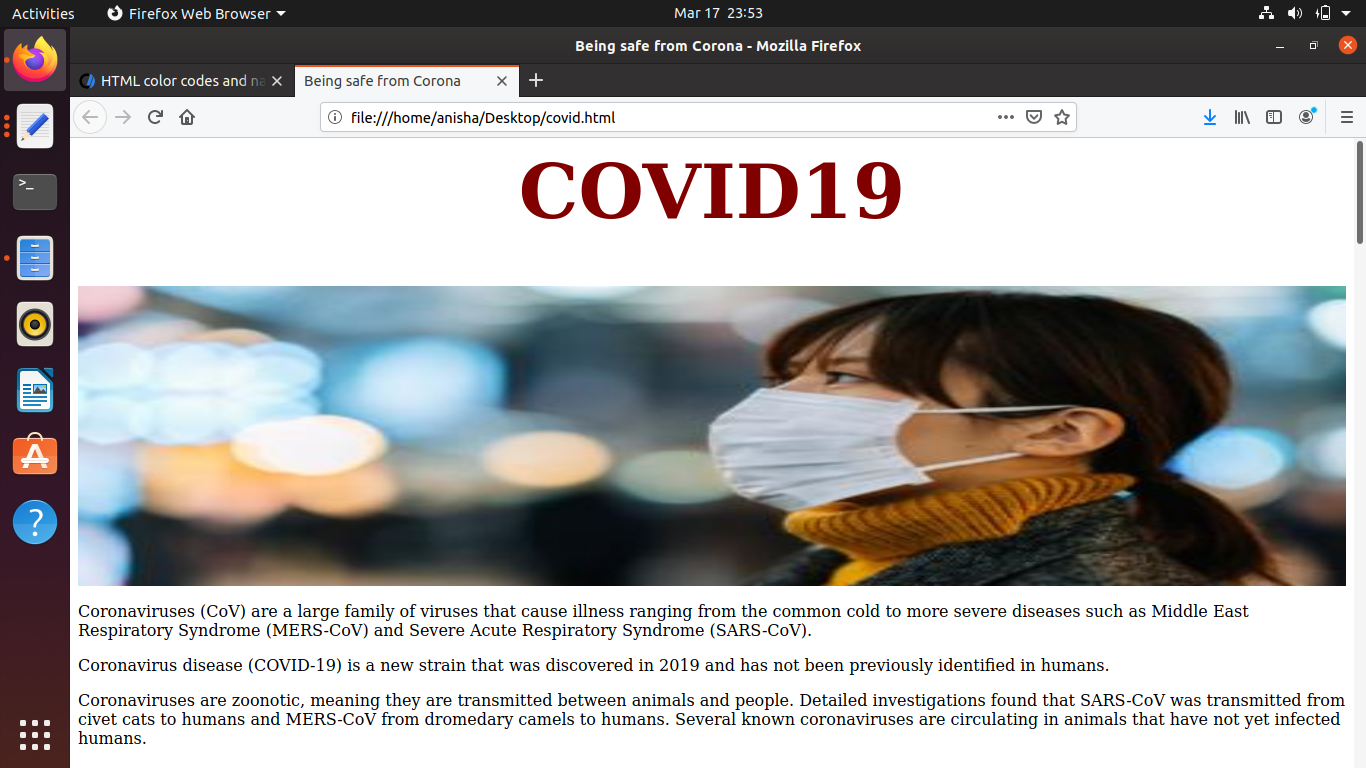 Activities Firefox Web Browser Mar 17 23:53
Being safe from Corona - Mozilla Firefox
HTML color codes and na Being safe from Corona
file:///home/anisha/Desktop/covid.html
COVID19
>_
?
Coronaviruses (CoV) are a large family of viruses that cause illness ranging from the common cold to more severe diseases such as Middle East
Respiratory Syndrome (MERS-CoV) and Severe Acute Respiratory Syndrome (SARS-CoV).
Coronavirus disease (COVID-19) is a new strain that was discovered in 2019 and has not been previously identified in humans.
Coronaviruses are zoonotic, meaning they are transmitted between animals and people. Detailed investigations found that SARS-CoV was transmitted from
civet cats to humans and MERS-CoV from dromedary camels to humans. Several known coronaviruses are circulating in animals that have not yet infected
humans.